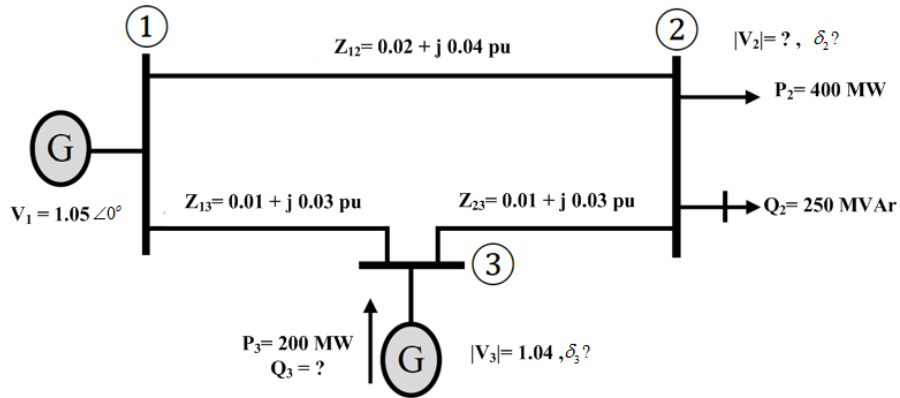 ①
②
|V₂|= ? , δ₂?
Z₁₂= 0.02 + j 0.04 pu
P₂= 400 MW
G
Z₁₃= 0.01 + j 0.03 pu
Z₂₃= 0.01 + j 0.03 pu
V₁ = 1.05 ∠0°
Q₂= 250 MVAr
③
P₃= 200 MW
Q₃ = ?
G
|V₃|= 1.04 ,δ₃?